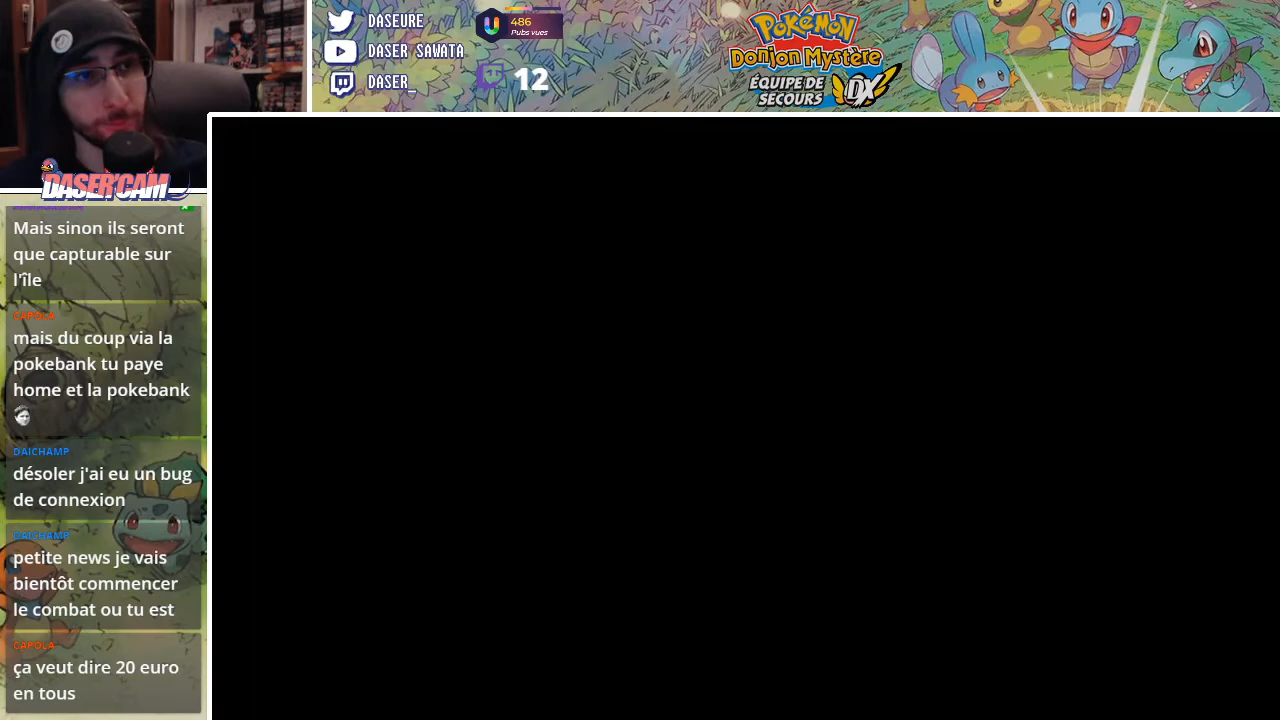 DASEURE
DASER SAWATA
DASER_
486
Pubs vues
12
Pokémon
Donjon Mystère
ÉQUIPE DE
SECOURS DX
DASER'CAM
Mais sinon ils seront
que capturable sur
l'île
CAPOLA
mais du coup via la
pokebank tu paye
home et la pokebank
DAICHAMP
désoler j'ai eu un bug
de connexion
DAICHAMP
petite news je vais
bientôt commencer
le combat ou tu est
CAPOLA
ça veut dire 20 euro
en tous